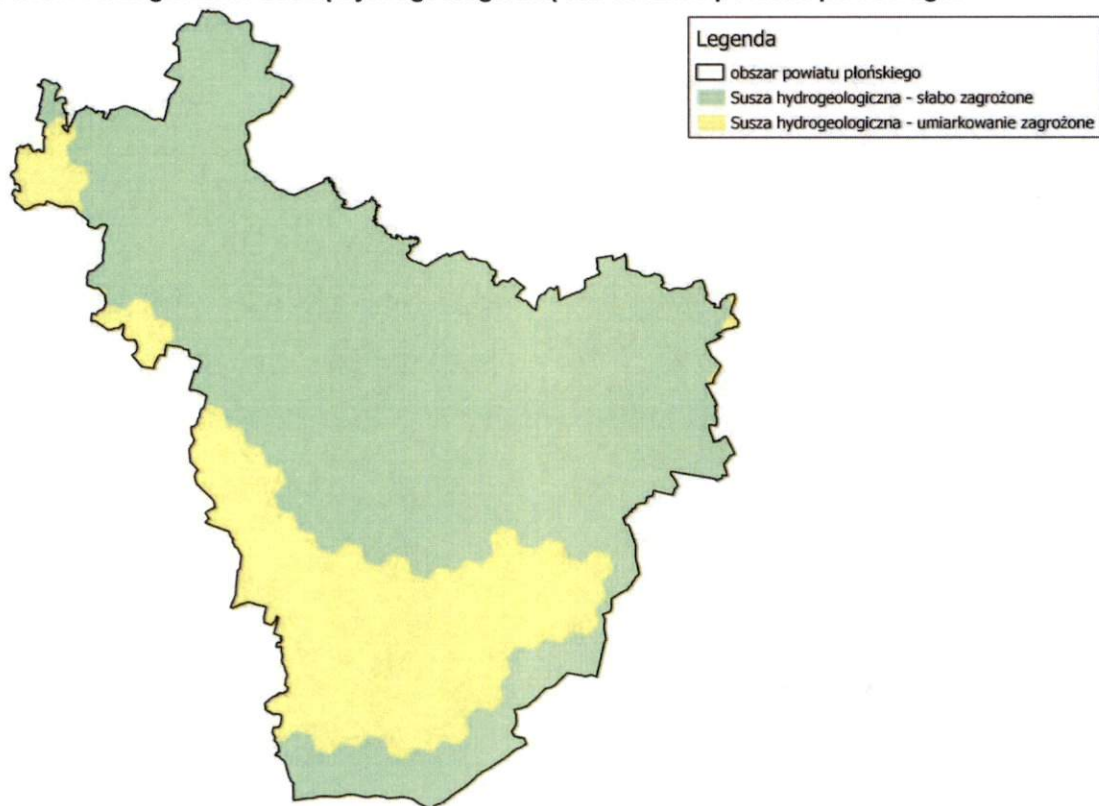 Legenda
obszar powiatu płońskiego
Susza hydrogeologiczna - słabo zagrożone
Susza hydrogeologiczna - umiarkowanie zagrożone